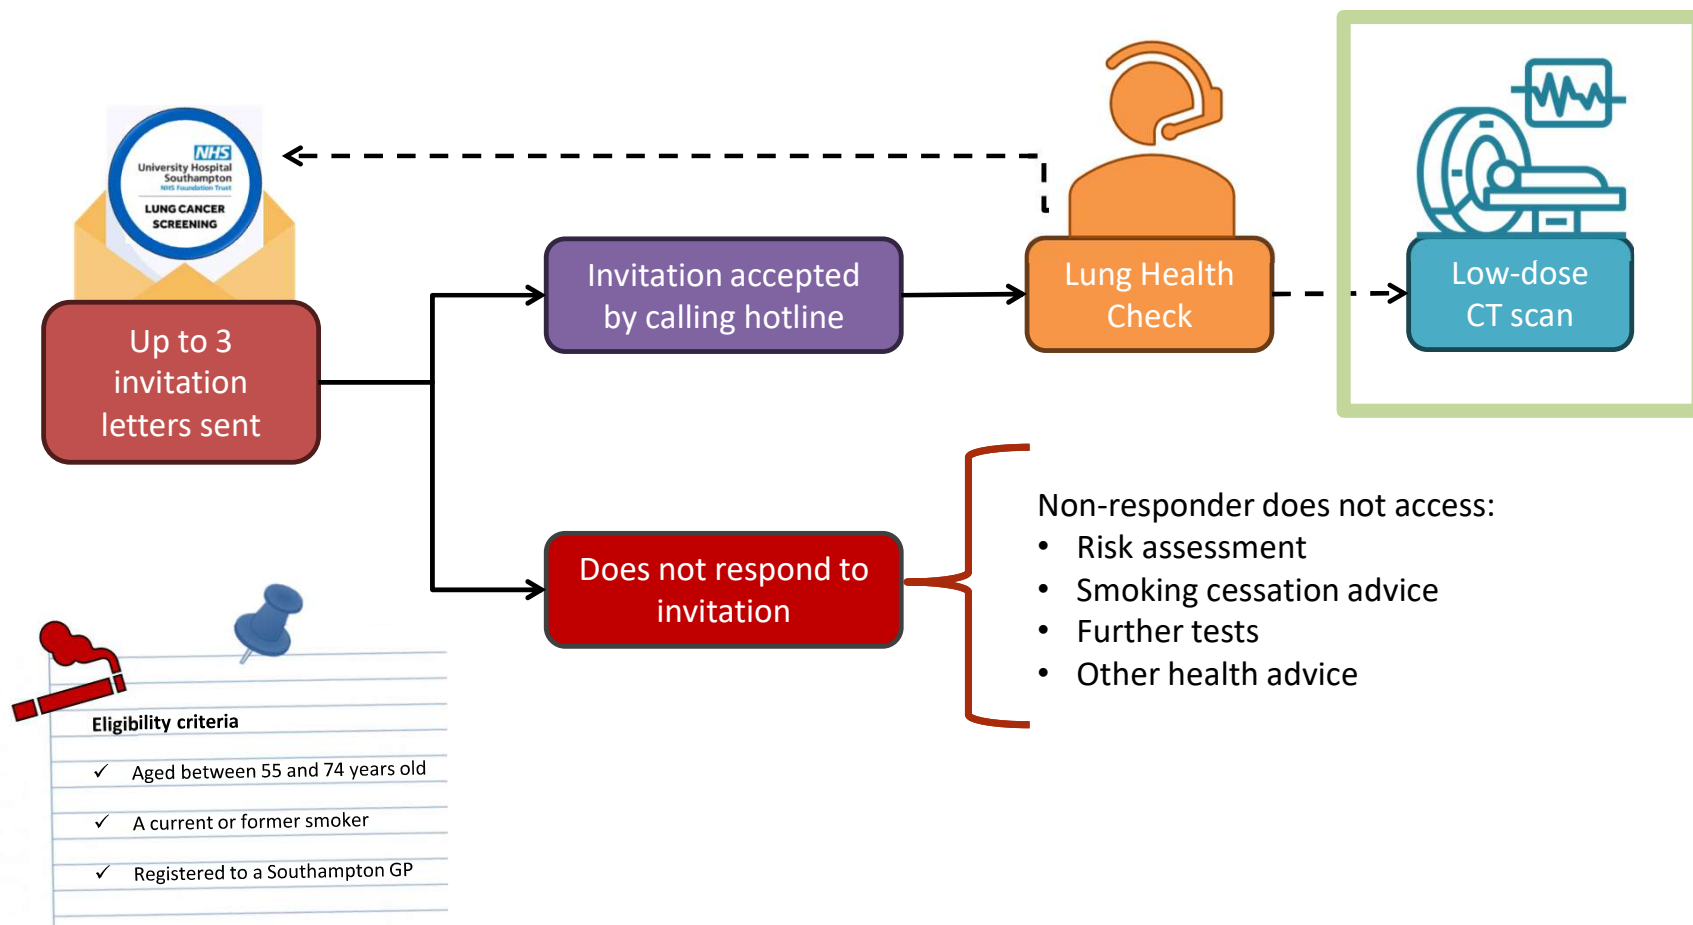 NHS
University Hospital
Southampton
NHS Foundation Trust
LUNG CANCER
SCREENING
Up to 3
invitation
letters sent
Invitation accepted
by calling hotline
Lung Health
Check
Low-dose
CT scan
Does not respond to
invitation
Non-responder does not access:
• Risk assessment
• Smoking cessation advice
• Further tests
• Other health advice
Eligibility criteria
✓ Aged between 55 and 74 years old
✓ A current or former smoker
✓ Registered to a Southampton GP